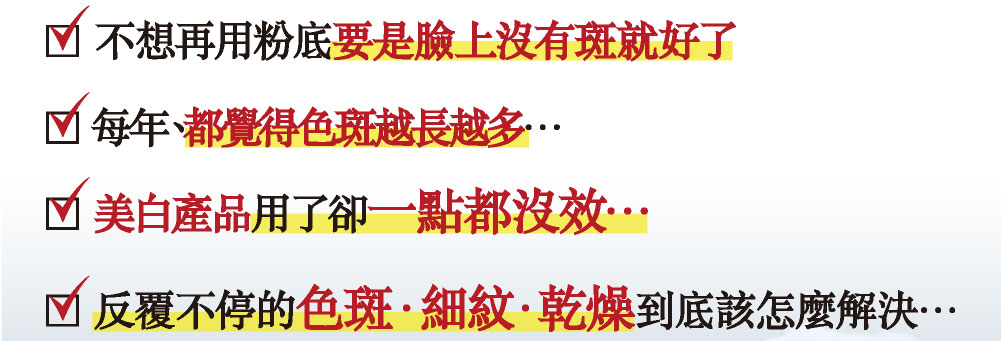 不想再用粉底要是臉上沒有斑就好了
每年、都覺得色斑越長越多…
美白產品用了卻一點都沒效…
反覆不停的色斑·細紋·乾燥到底該怎麼解決…